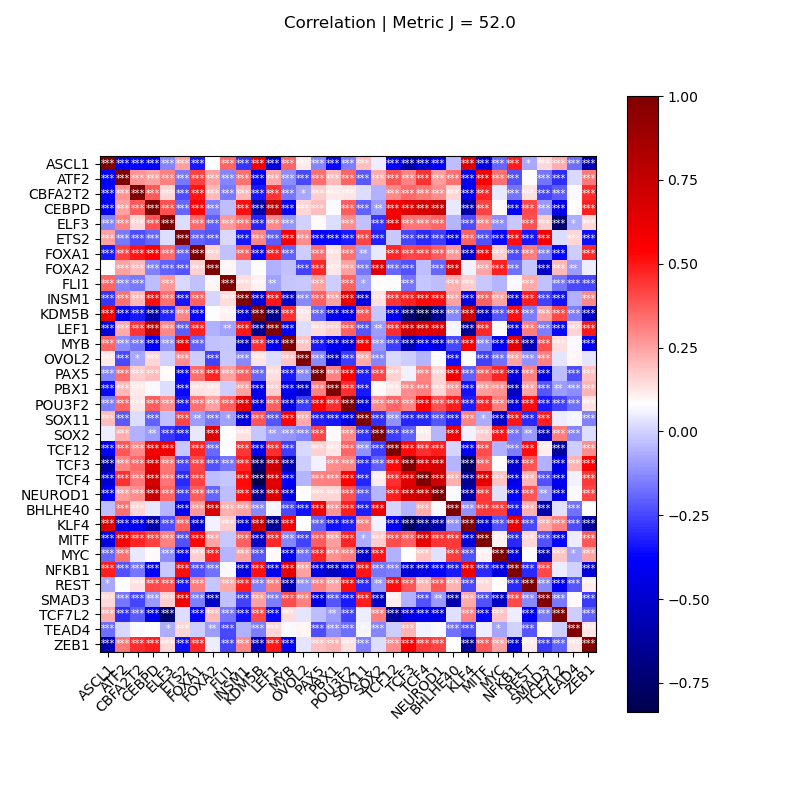 Correlation | Metric J = 52.0
1.00
0.75
0.50
0.25
0.00
−0.25
−0.50
−0.75
ASCL1
ATF2
CBFA2T2
CEBPD
ELF3
ETS2
FOXA1
FOXA2
FLI1
INSM1
KDM5B
LEF1
MYB
OVOL2
PAX5
PBX1
POU3F2
SOX11
SOX2
TCF12
TCF3
TCF4
NEUROD1
BHLHE40
KLF4
MITF
MYC
NFKB1
REST
SMAD3
TCF7L2
TEAD4
ZEB1
ASCL1
ATF2
CBFA2T2
CEBPD
ELF3
ETS2
FOXA1
FOXA2
FLI1
INSM1
KDM5B
LEF1
MYB
OVOL2
PAX5
PBX1
POU3F2
SOX11
SOX2
TCF12
TCF3
TCF4
NEUROD1
BHLHE40
KLF4
MITF
MYC
NFKB1
REST
SMAD3
TCF7L2
TEAD4
ZEB1